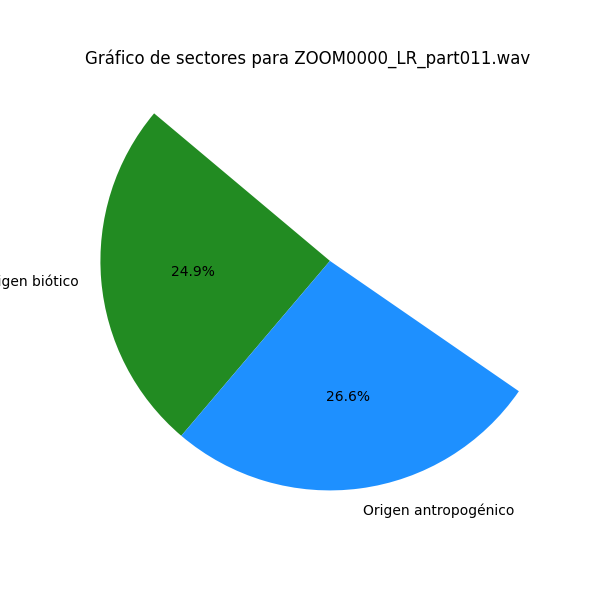 Gráfico de sectores para ZOOM0000_LR_part011.wav
24.9%
igen biótico
26.6%
Origen antropogénico